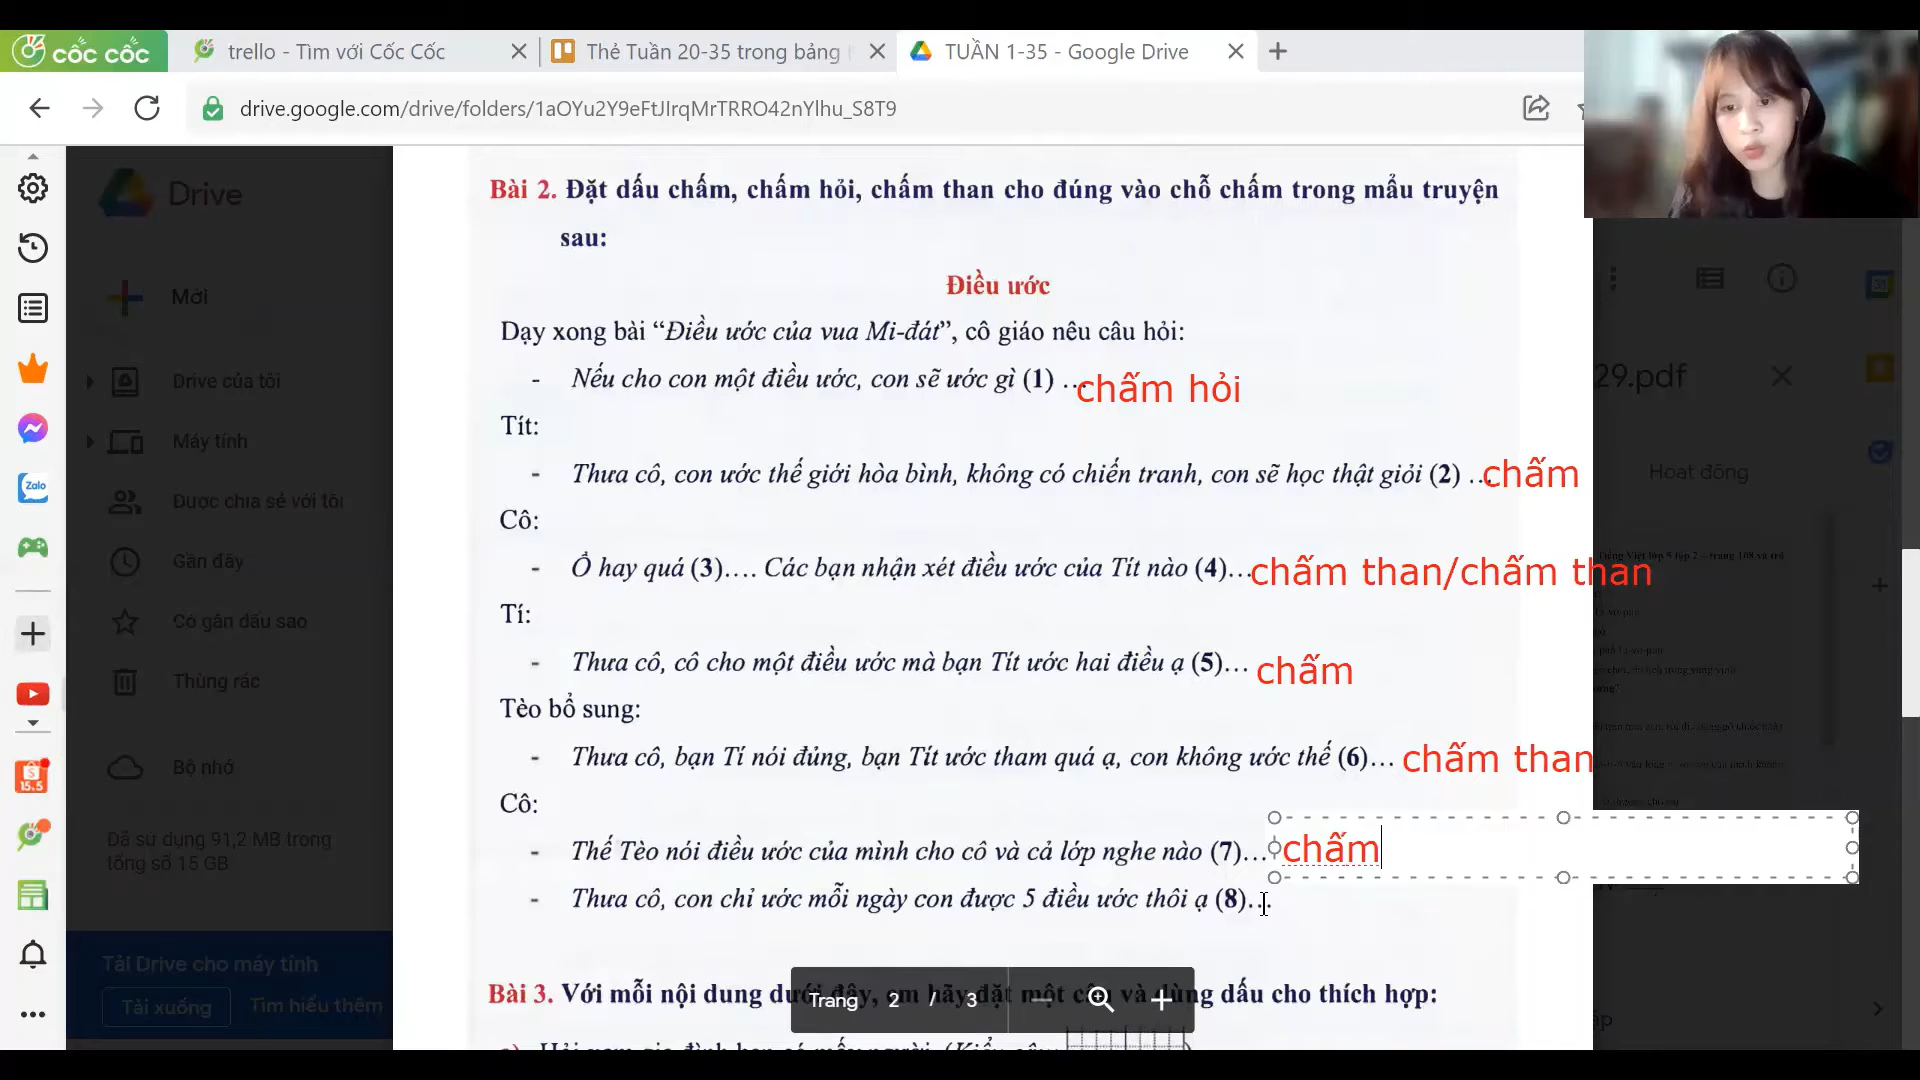 cốc cốc
trello - Tìm với Cốc Cốc
Thẻ Tuần 20-35 trong bảng
TUẦN 1-35 - Google Drive
drive.google.com/drive/folders/1aOYu2Y9eFtJIrqMrTRRO42nYlhu_S8T9
Drive
Mới
Drive của tôi
Máy tính
Được chia sẻ với tôi
Gần đây
Có gắn dấu sao
Thùng rác
Bộ nhớ
Đã sử dụng 91,2 MB trong
tổng số 15 GB
Tải Drive cho máy tính
Tải xuống
Tìm hiểu thêm
Zalo
15.5
Bài 2. Đặt dấu chấm, chấm hỏi, chấm than cho đúng vào chỗ chấm trong mẩu truyện
sau:
Điều ước
Dạy xong bài “Điều ước của vua Mi-đát”, cô giáo nêu câu hỏi:
- Nếu cho con một điều ước, con sẽ ước gì (1) … chấm hỏi
Tít:
- Thưa cô, con ước thế giới hòa bình, không có chiến tranh, con sẽ học thật giỏi (2) … chấm
Cô:
- Ồ hay quá (3)…. Các bạn nhận xét điều ước của Tít nào (4)… chấm than/chấm than
Tí:
- Thưa cô, cô cho một điều ước mà bạn Tít ước hai điều ạ (5)… chấm
Tèo bổ sung:
- Thưa cô, bạn Tí nói đúng, bạn Tít ước tham quá ạ, con không ước thế (6)… chấm than
Cô:
- Thế Tèo nói điều ước của mình cho cô và cả lớp nghe nào (7)… chấm
- Thưa cô, con chỉ ước mỗi ngày con được 5 điều ước thôi ạ (8)…
Bài 3. Với mỗi nội dung dưới đây, em hãy đặt một câu và dùng dấu cho thích hợp:
Trang 2 / 3
29.pdf
Hoạt động